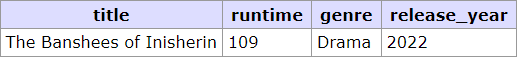 title runtime genre release_year
The Banshees of Inisherin 109 Drama 2022